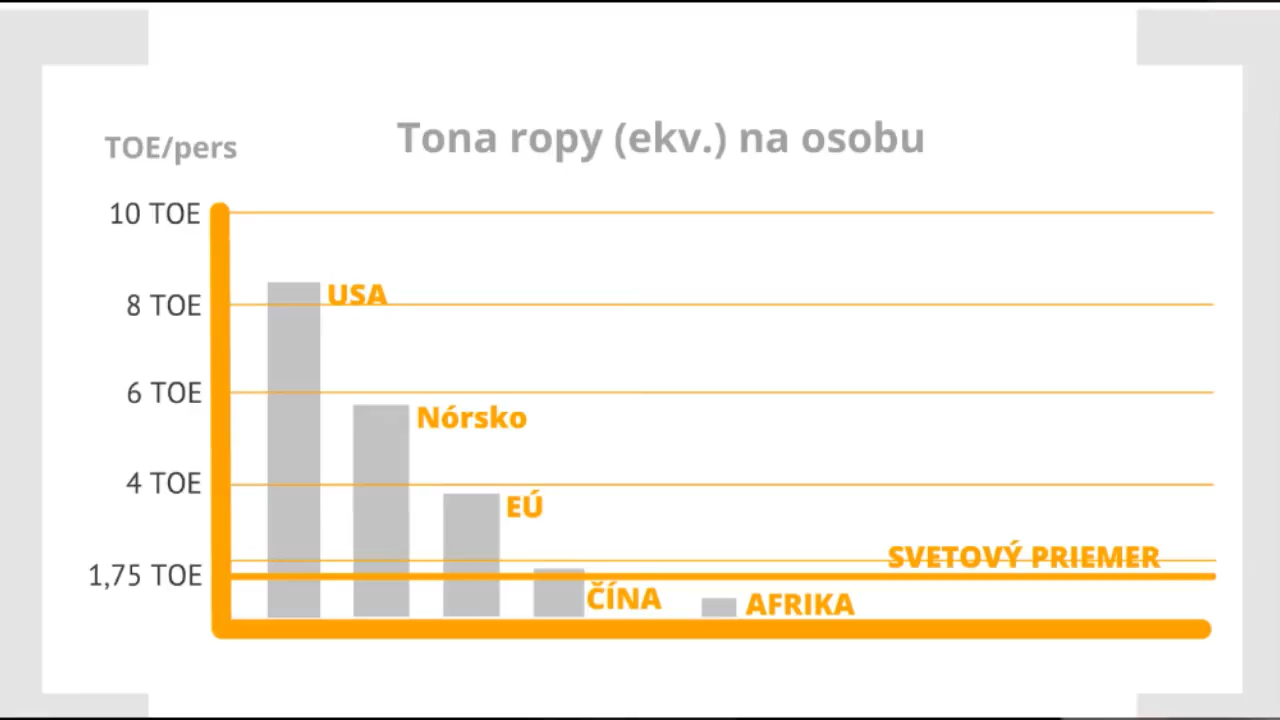 Tona ropy (ekv.) na osobu
TOE/pers
10 TOE
8 TOE
USA
6 TOE
Nórsko
4 TOE
EÚ
SVETOVÝ PRIEMER
1,75 TOE
ČÍNA
AFRIKA